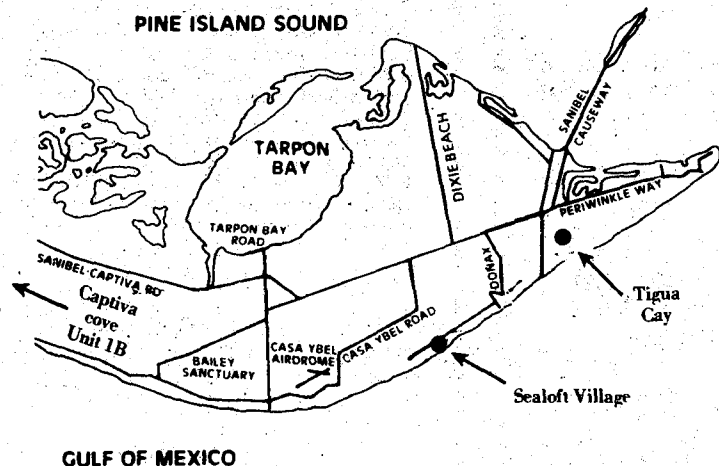 PINE ISLAND SOUND
SANIBEL
CAUSEWAY
TARPON
BAY
DIXIE BEACH
PERIWINKLE WAY
TARPON BAY
ROAD
SANIBEL-CAPTIVA RD
Captiva
cove
Unit 1B
DONAX
Tigua
Cay
CASA YBEL
AIRDROME
CASA YBEL ROAD
BAILEY
SANCTUARY
Sealoft Village
GULF OF MEXICO